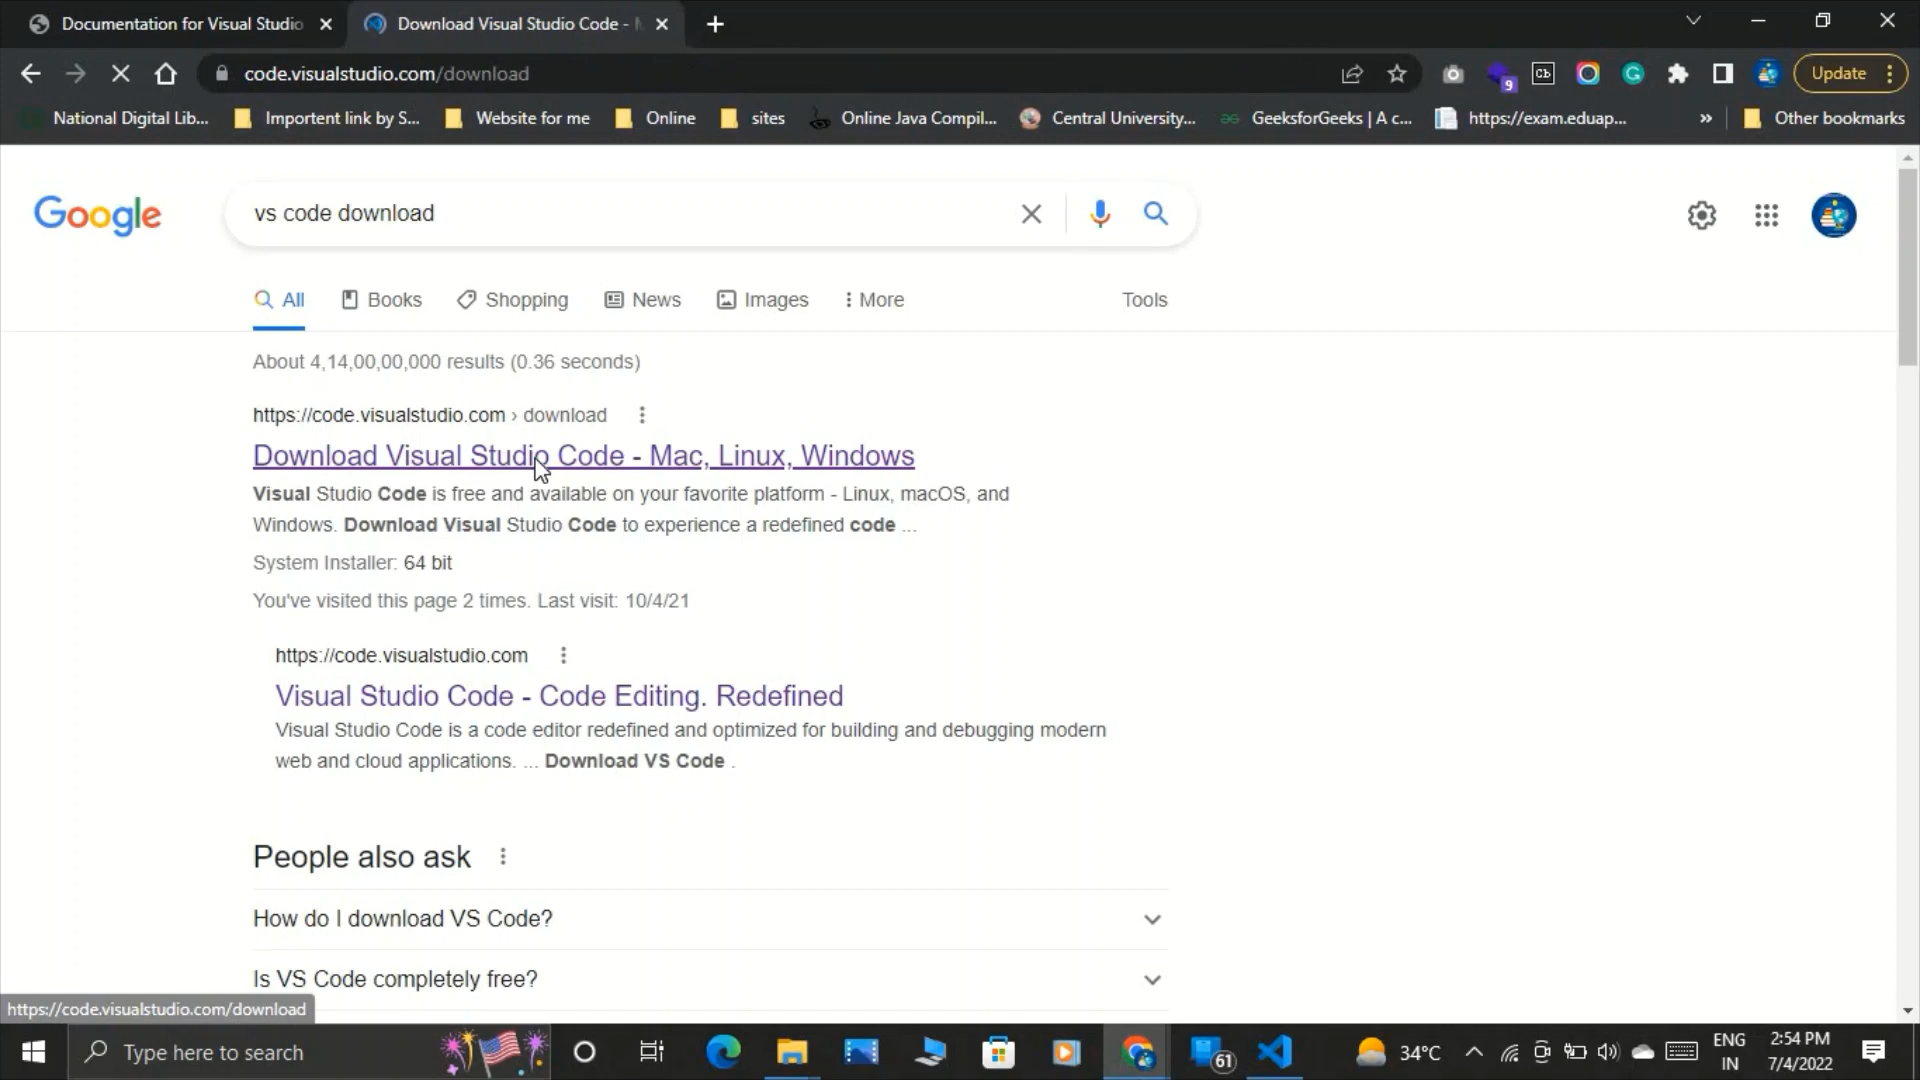 Documentation for Visual Studio
Download Visual Studio Code -
code.visualstudio.com/download
9
Cb
Update
National Digital Lib...
Importent link by S...
Website for me
Online
sites
Online Java Compil...
Central University...
GeeksforGeeks | A c...
https://exam.eduap...
»
Other bookmarks
Google
vs code download
All
Books
Shopping
News
Images
More
Tools
About 4,14,00,00,000 results (0.36 seconds)
https://code.visualstudio.com › download
Download Visual Studio Code - Mac, Linux, Windows
Visual Studio Code is free and available on your favorite platform - Linux, macOS, and
Windows. Download Visual Studio Code to experience a redefined code ...
System Installer: 64 bit
You've visited this page 2 times. Last visit: 10/4/21
https://code.visualstudio.com
Visual Studio Code - Code Editing. Redefined
Visual Studio Code is a code editor redefined and optimized for building and debugging modern
web and cloud applications. ... Download VS Code .
People also ask
How do I download VS Code?
Is VS Code completely free?
https://code.visualstudio.com/download
Type here to search
61
34°C
ENG
IN
2:54 PM
7/4/2022